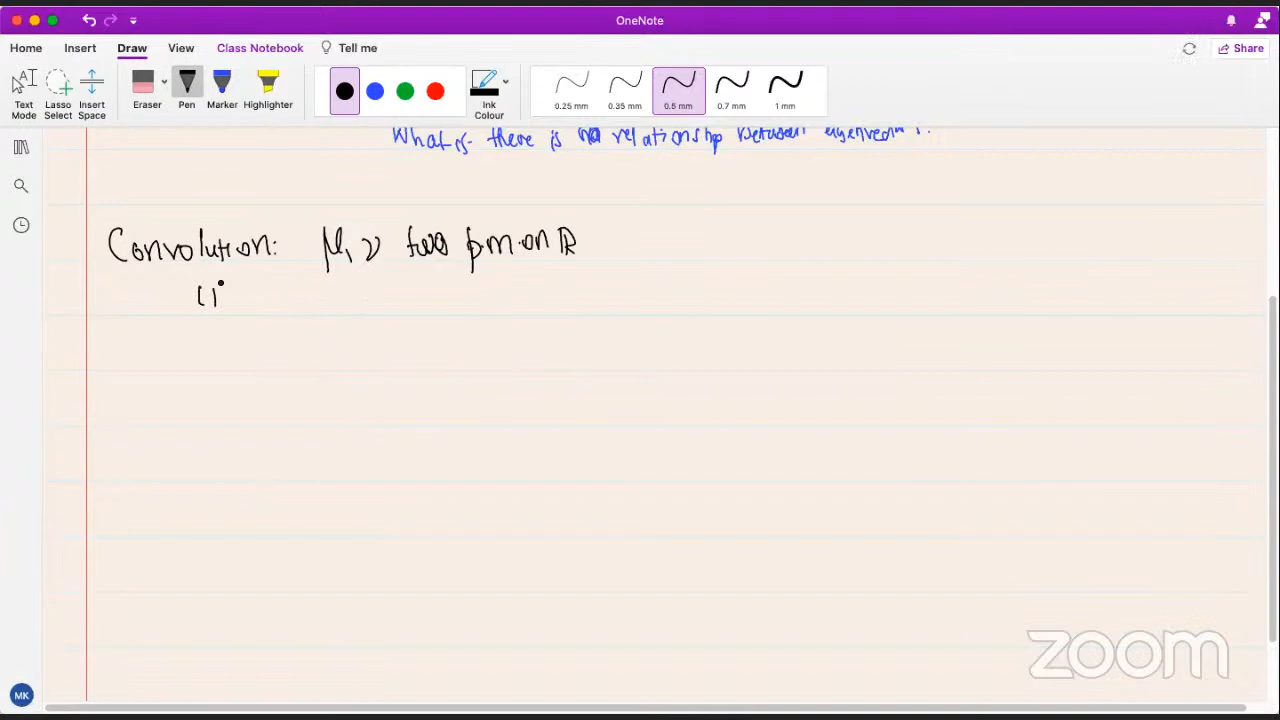 OneNote
Home Insert Draw View Class Notebook Tell me Share
Text Mode Lasso Select Insert Space Eraser Pen Marker Highlighter Ink Colour 0.25 mm 0.35 mm 0.5 mm 0.7 mm 1 mm
What if there is no relationship between
Convolution: μ, ν two p.m. on ℝ
zoom
MK